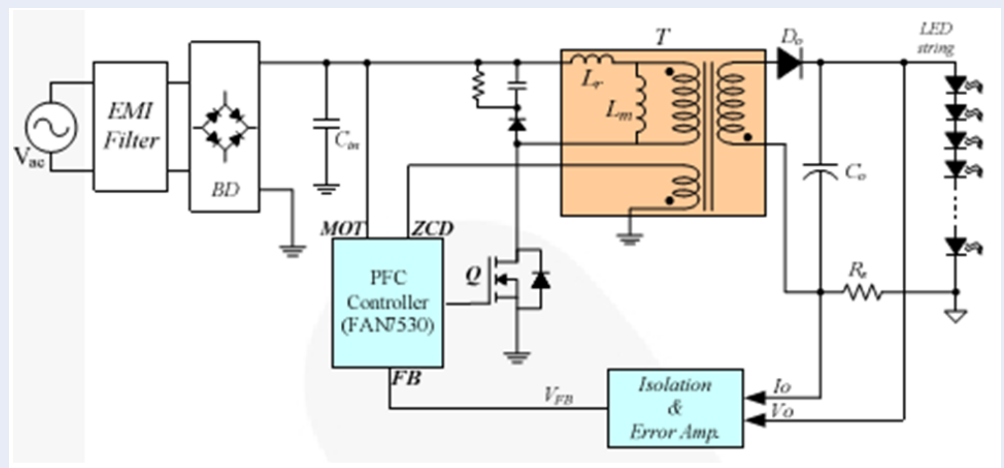 LED
string
T
Do
EMI
Filter
Vac
BD
Cin
Lr
Lm
Co
MOT
ZCD
PFC
Controller
(FAN7530)
Q
FB
VFB
Isolation
&
Error Amp.
Io
Vo